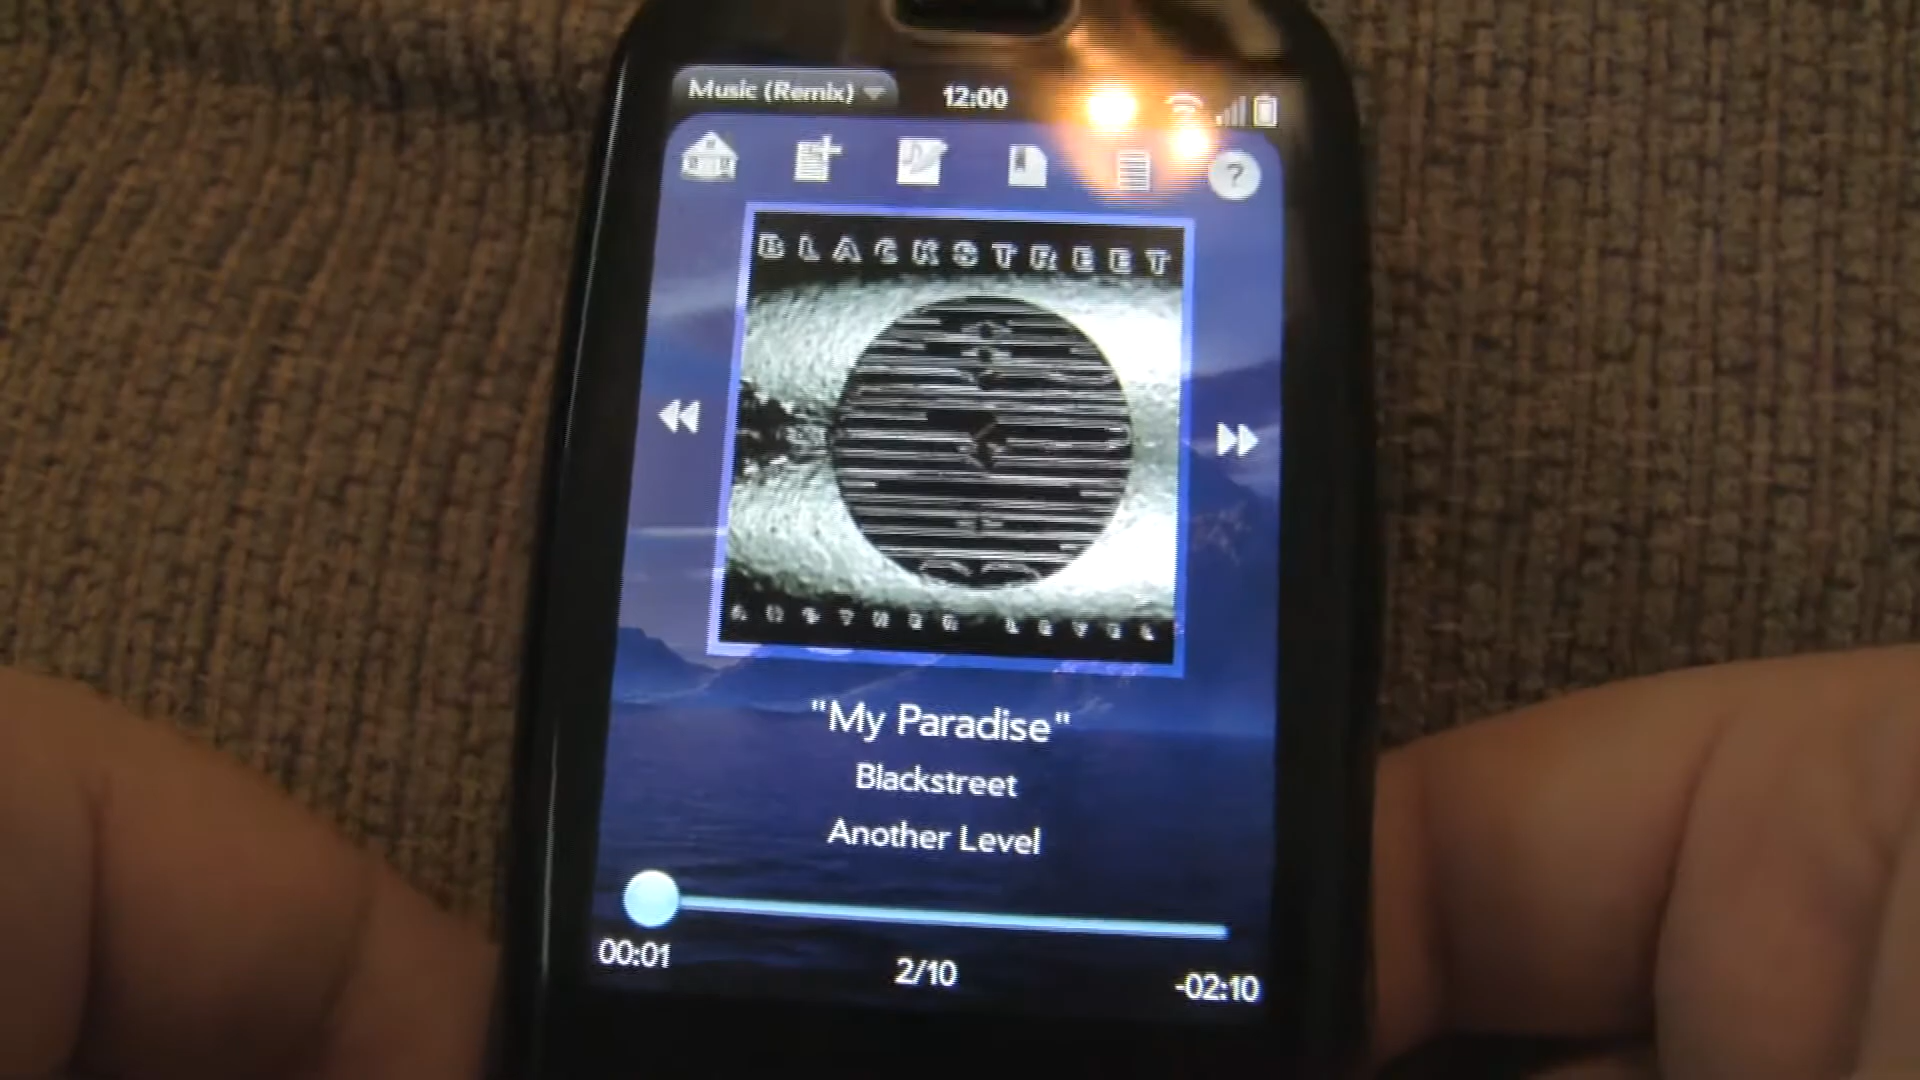 Music (Remix)
12:00
?
BLACKSTREET
ANOTHER LEVEL
"My Paradise"
Blackstreet
Another Level
00:01
2/10
-02:10